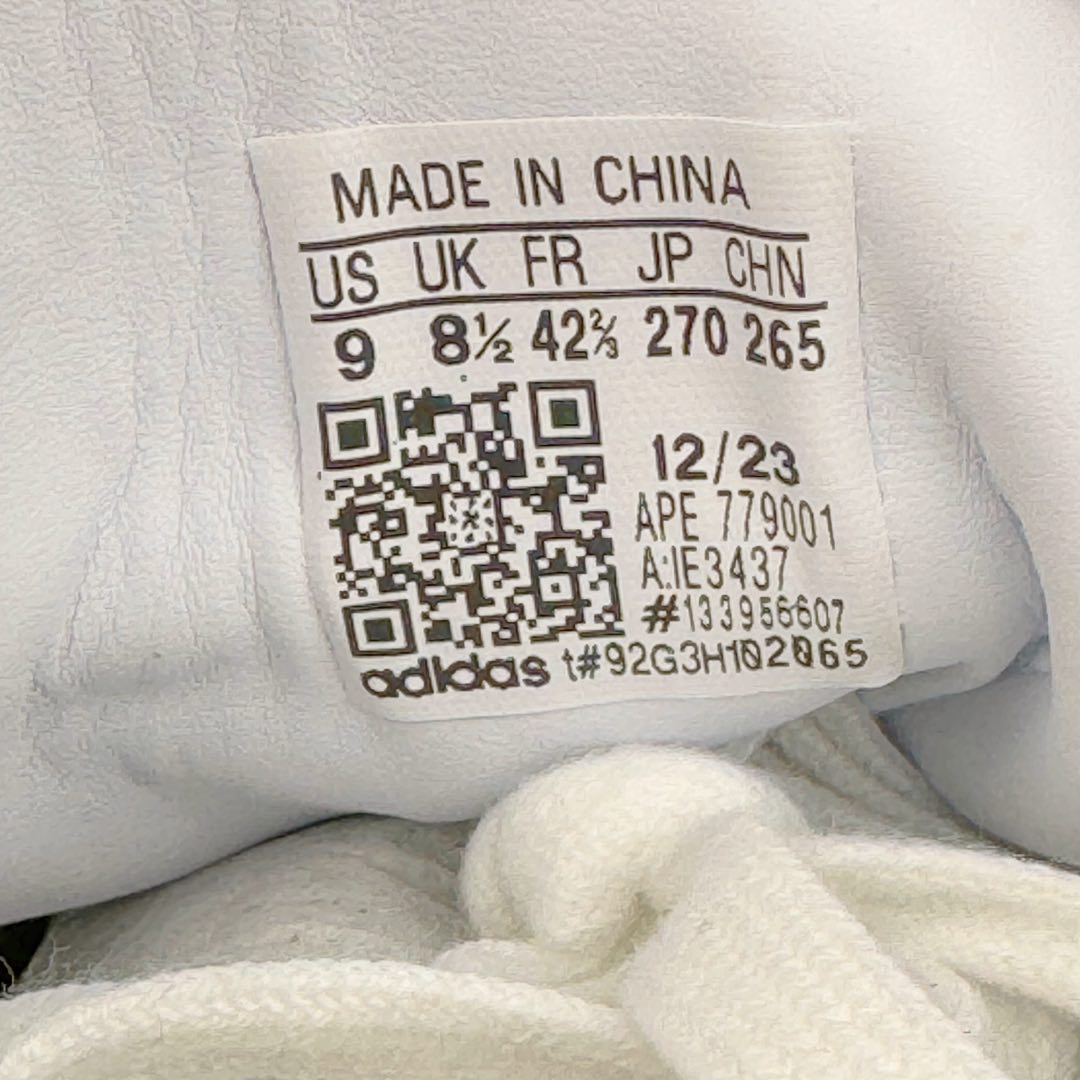 MADE IN CHINA
US UK FR JP CHN
9 8½ 42⅔ 270 265
12/23
APE 779001
A:IE3437
#133956607
adidas t#92G3H102065